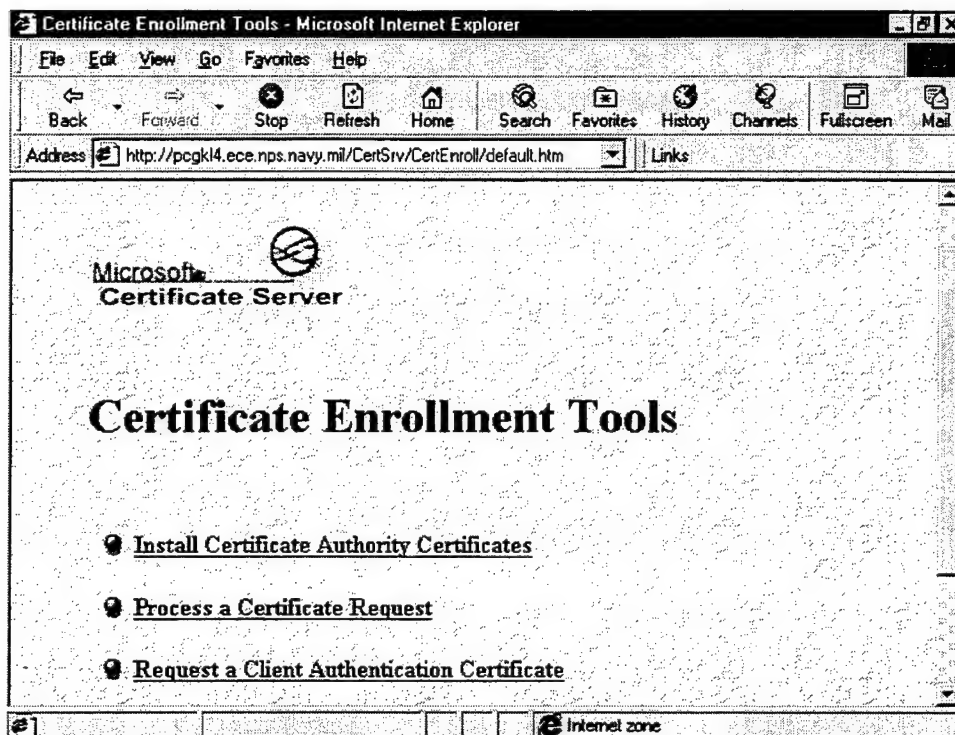 Certificate Enrollment Tools - Microsoft Internet Explorer
File Edit View Go Favorites Help
Back Forward Stop Refresh Home Search Favorites History Channels Fullscreen Mail
Address http://pcgkl4.ece.nps.navy.mil/CertSrv/CertEnroll/default.htm Links
Microsoft
Certificate Server
Certificate Enrollment Tools
Install Certificate Authority Certificates
Process a Certificate Request
Request a Client Authentication Certificate
Internet zone